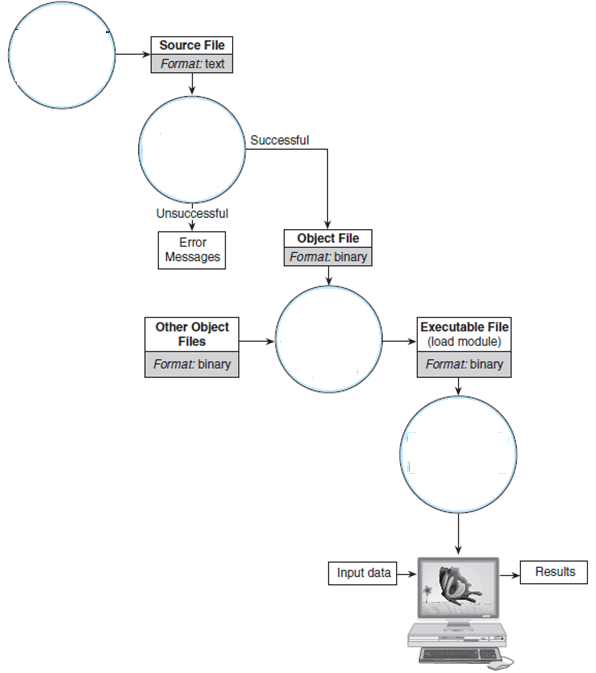 Source File
Format: text
Successful
Unsuccessful
Error
Messages
Object File
Format: binary
Other Object
Files
Format: binary
Executable File
(load module)
Format: binary
Input data
Results